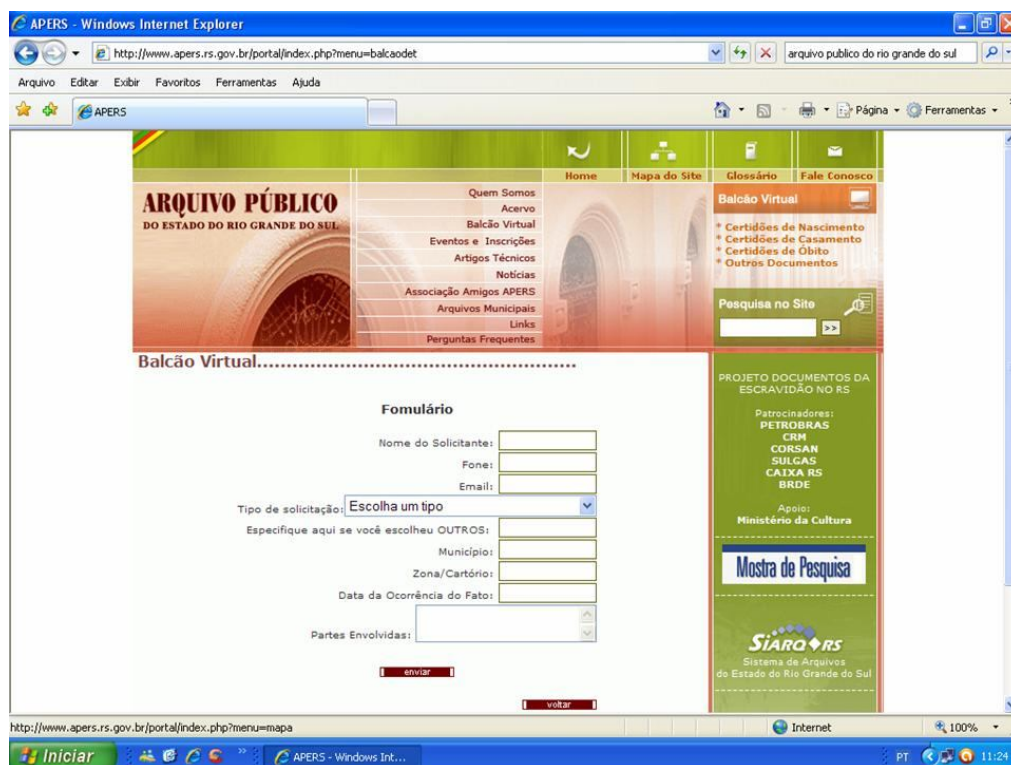 APERS - Windows Internet Explorer
http://www.apers.rs.gov.br/portal/index.php?menu=balcaodet
arquivo publico do rio grande do sul
Arquivo Editar Exibir Favoritos Ferramentas Ajuda
APERS
Página
Ferramentas
Home
Mapa do Site
Glossário
Fale Conosco
ARQUIVO PÚBLICO
DO ESTADO DO RIO GRANDE DO SUL
Quem Somos
Acervo
Balcão Virtual
Eventos e Inscrições
Artigos Técnicos
Notícias
Associação Amigos APERS
Arquivos Municipais
Links
Perguntas Frequentes
Balcão Virtual
* Certidões de Nascimento
* Certidões de Casamento
* Certidões de Óbito
* Outros Documentos
Pesquisa no Site
>>
Balcão Virtual......................................................
Fomulário
Nome do Solicitante:
Fone:
Email:
Tipo de solicitação: Escolha um tipo
Especifique aqui se você escolheu OUTROS:
Município:
Zona/Cartório:
Data da Ocorrência do Fato:
Partes Envolvidas:
enviar
voltar
PROJETO DOCUMENTOS DA
ESCRAVIDÃO NO RS
Patrocinadores:
PETROBRAS
CRM
CORSAN
SULGAS
CAIXA RS
BRDE
Apoio:
Ministério da Cultura
Mostra de Pesquisa
SIARQ RS
Sistema de Arquivos
do Estado do Rio Grande do Sul
http://www.apers.rs.gov.br/portal/index.php?menu=mapa
Internet
100%
Iniciar
APERS - Windows Int...
PT
11:24